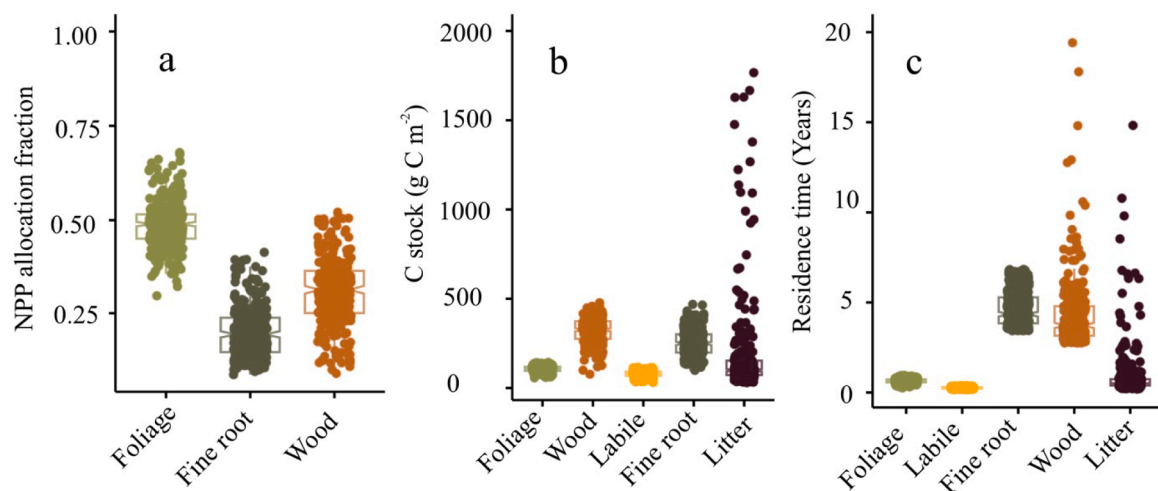 a
NPP allocation fraction
1.00
0.75
0.50
0.25
Foliage
Fine root
Wood
b
C stock (g C m⁻²)
2000
1500
1000
500
0
Foliage
Wood
Labile
Fine root
Litter
c
Residence time (Years)
20
15
10
5
0
Foliage
Labile
Fine root
Wood
Litter